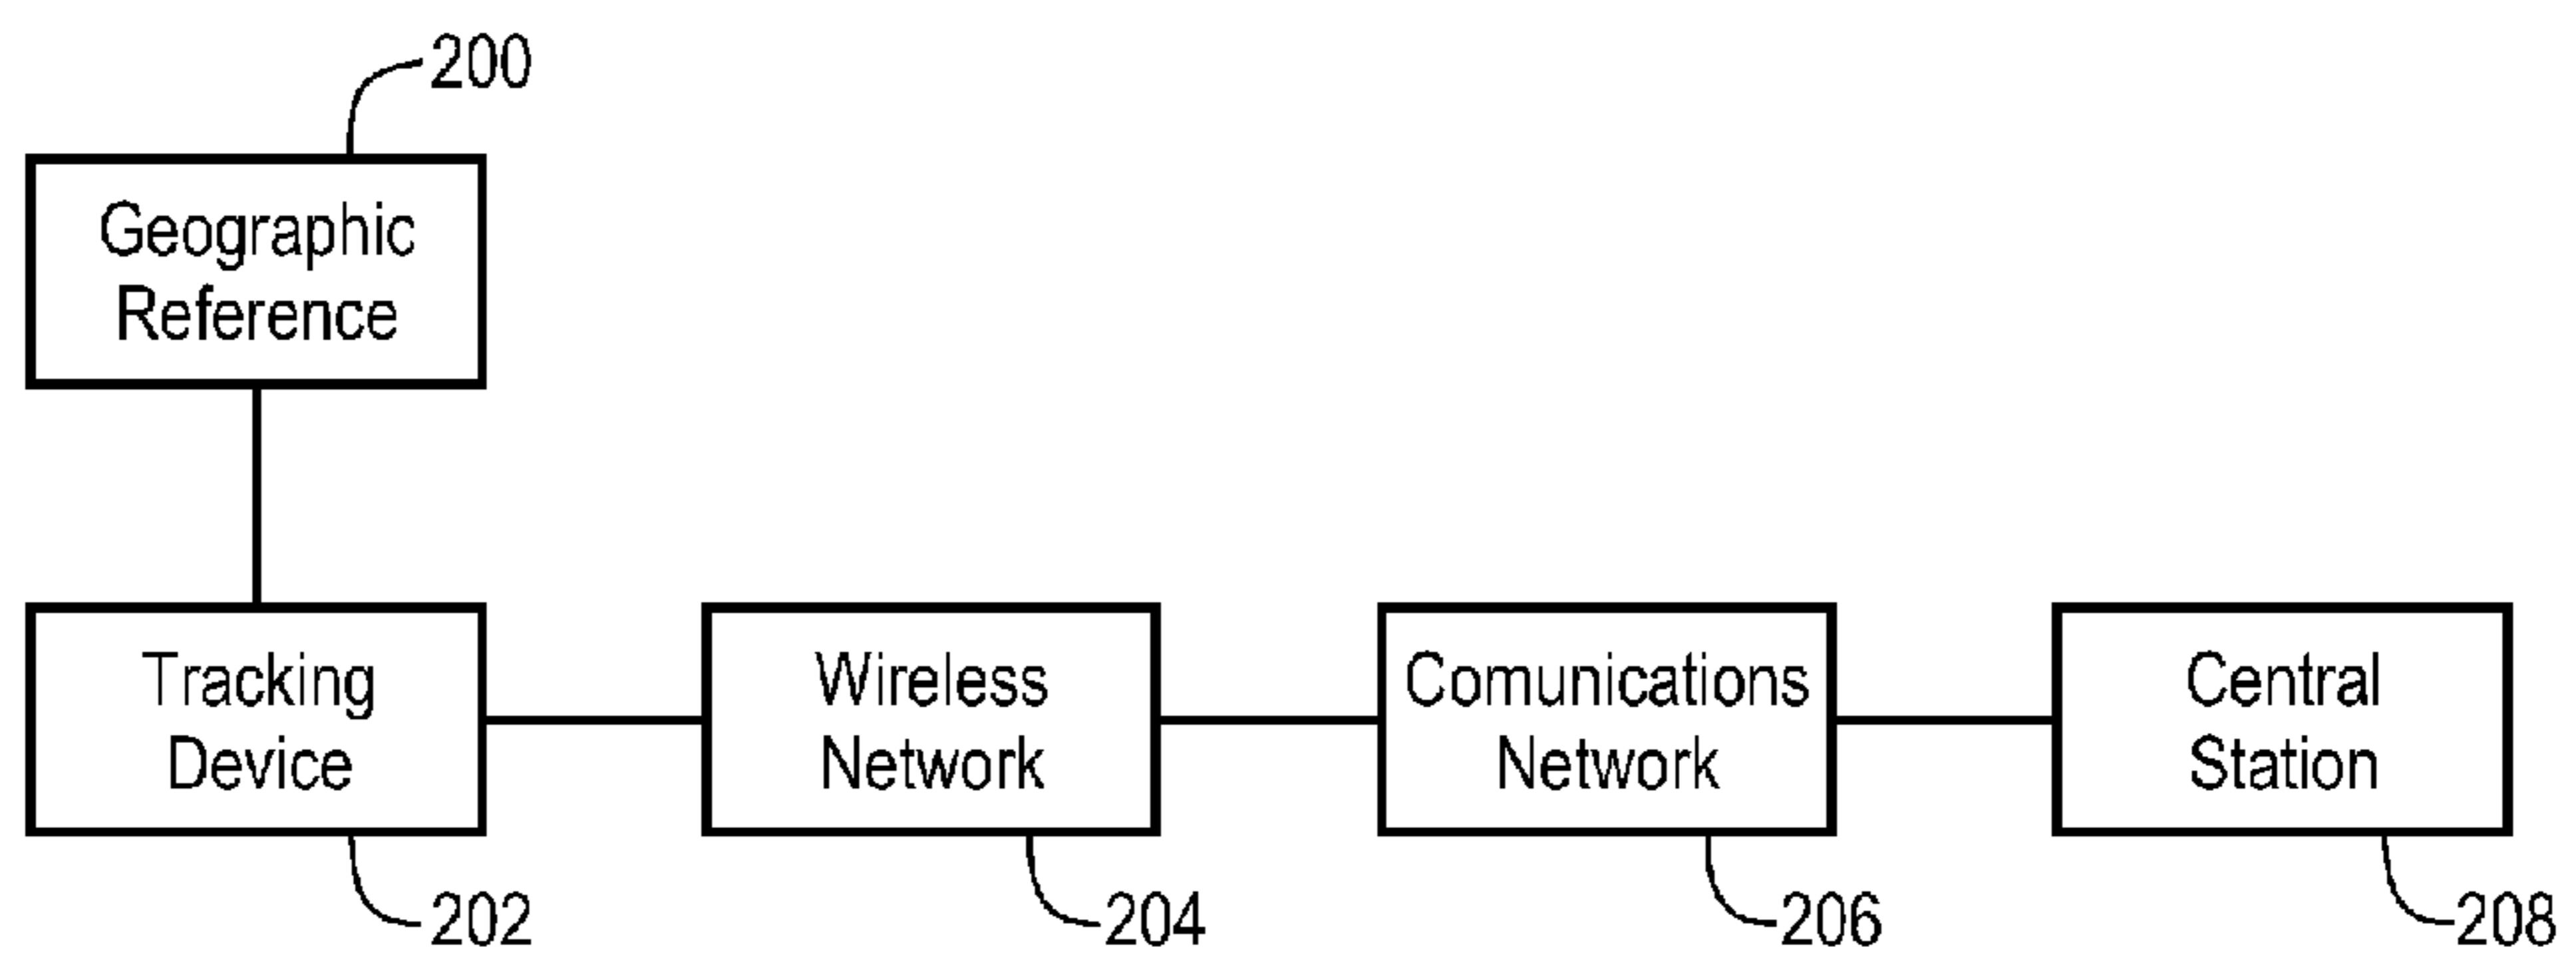 200
Geographic
Reference
Tracking
Device
Wireless
Network
Comunications
Network
Central
Station
202
204
206
208